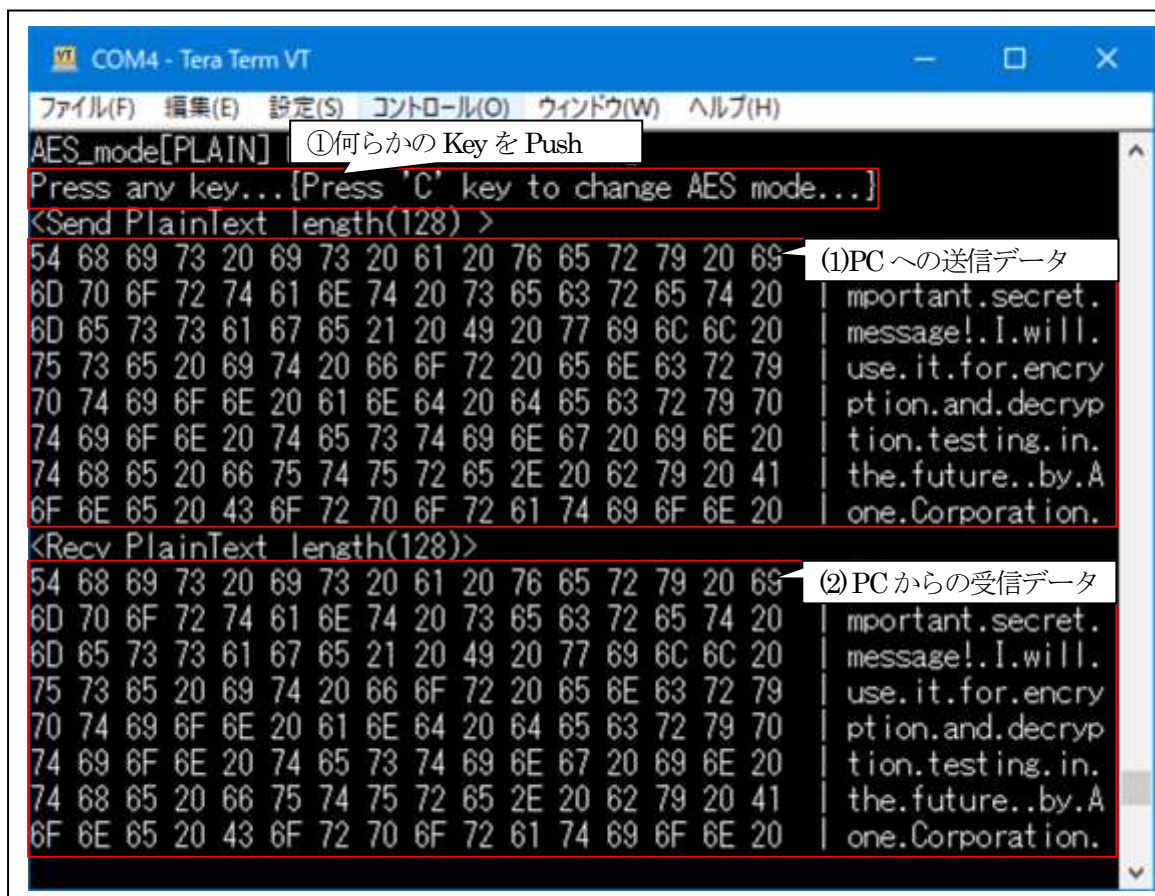 COM4 - Tera Term VT
ファイル(F) 編集(E) 設定(S) コントロール(O) ウィンドウ(W) ヘルプ(H)
①何らかの Key を Push
AES_mode[PLAIN]
Press any key...{Press 'C' key to change AES mode...}
<Send PlainText length(128) >
54 68 69 73 20 69 73 20 61 20 76 65 72 79 20 69
(1)PC への送信データ
6D 70 6F 72 74 61 6E 74 20 73 65 63 72 65 74 20 | mportant.secret.
6D 65 73 73 61 67 65 21 20 49 20 77 69 6C 6C 20 | message!.I.will.
75 73 65 20 69 74 20 66 6F 72 20 65 6E 63 72 79 | use.it.for.encry
70 74 69 6F 6E 20 61 6E 64 20 64 65 63 72 79 70 | ption.and.decryp
74 69 6F 6E 20 74 65 73 74 69 6E 67 20 69 6E 20 | tion.testing.in.
74 68 65 20 66 75 74 75 72 65 2E 20 62 79 20 41 | the.future..by.A
6F 6E 65 20 43 6F 72 70 6F 72 61 74 69 6F 6E 20 | one.Corporation.
<Recv PlainText length(128)>
54 68 69 73 20 69 73 20 61 20 76 65 72 79 20 69
(2) PC からの受信データ
6D 70 6F 72 74 61 6E 74 20 73 65 63 72 65 74 20 | mportant.secret.
6D 65 73 73 61 67 65 21 20 49 20 77 69 6C 6C 20 | message!.I.will.
75 73 65 20 69 74 20 66 6F 72 20 65 6E 63 72 79 | use.it.for.encry
70 74 69 6F 6E 20 61 6E 64 20 64 65 63 72 79 70 | ption.and.decryp
74 69 6F 6E 20 74 65 73 74 69 6E 67 20 69 6E 20 | tion.testing.in.
74 68 65 20 66 75 74 75 72 65 2E 20 62 79 20 41 | the.future..by.A
6F 6E 65 20 43 6F 72 70 6F 72 61 74 69 6F 6E 20 | one.Corporation.